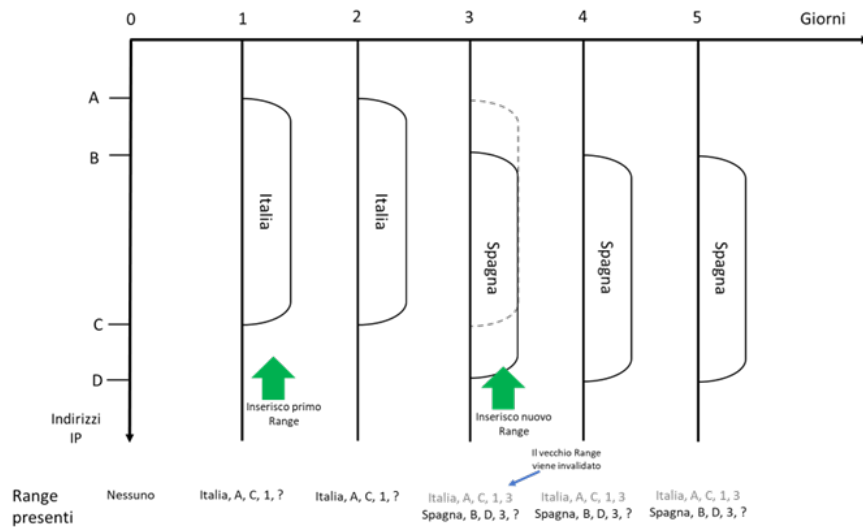 0 1 2 3 4 5 Giorni
A
B
Italia
Italia
Spagna
Spagna
Spagna
C
D
Inserisco primo
Range
Inserisco nuovo
Range
Indirizzi
IP
Il vecchio Range
viene invalidato
Range
presenti
Nessuno
Italia, A, C, 1, ?
Italia, A, C, 1, ?
Italia, A, C, 1, 3
Spagna, B, D, 3, ?
Italia, A, C, 1, 3
Spagna, B, D, 3, ?
Italia, A, C, 1, 3
Spagna, B, D, 3, ?